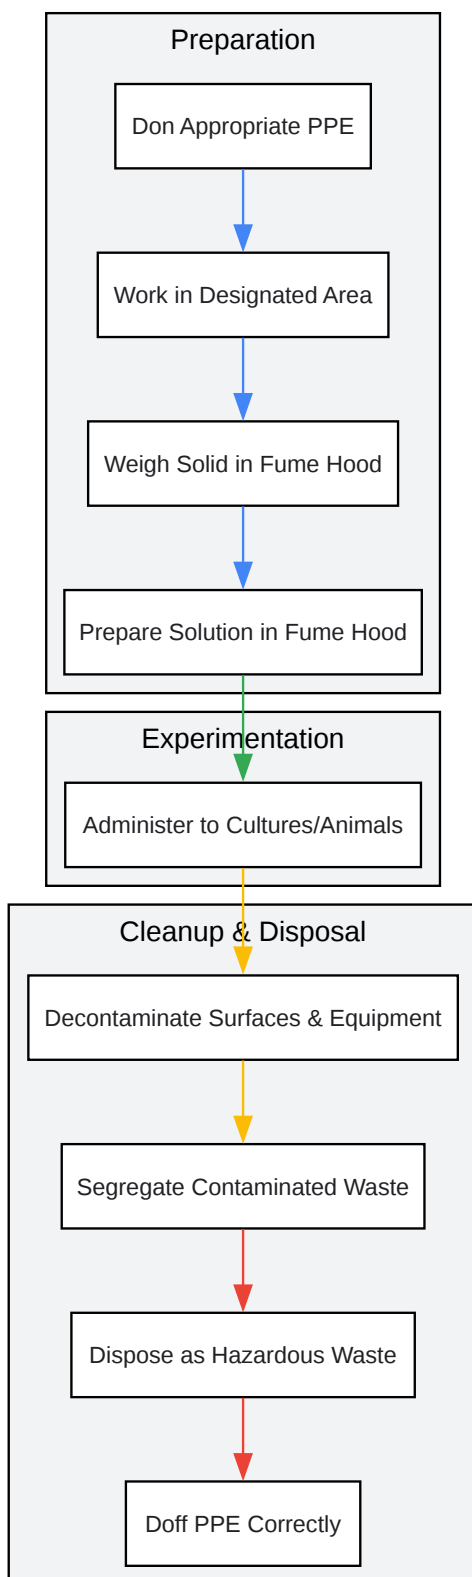 Preparation
Don Appropriate PPE
Work in Designated Area
Weigh Solid in Fume Hood
Prepare Solution in Fume Hood
Experimentation
Administer to Cultures/Animals
Cleanup & Disposal
Decontaminate Surfaces & Equipment
Segregate Contaminated Waste
Dispose as Hazardous Waste
Doff PPE Correctly